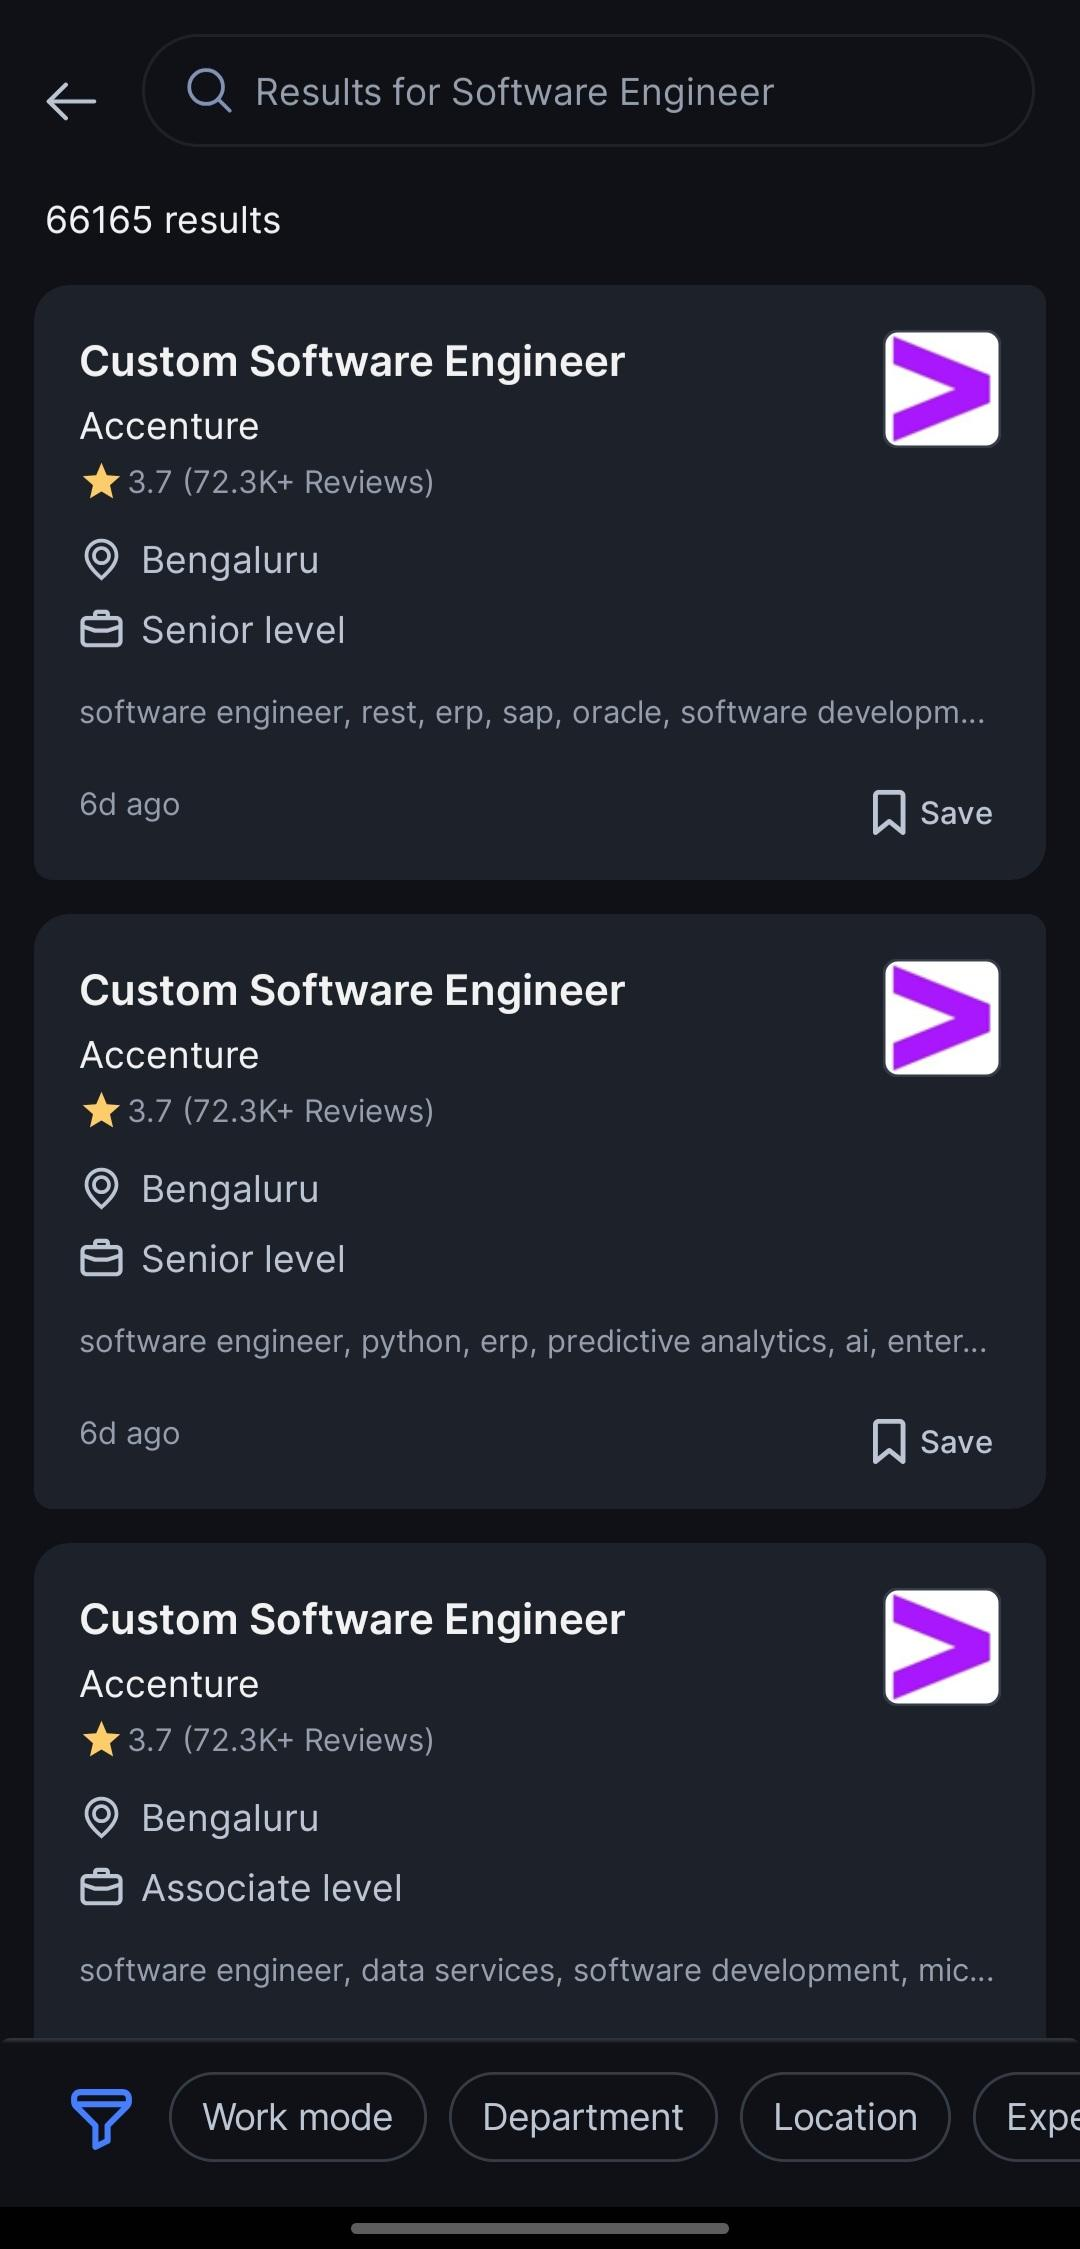 Results for Software Engineer
66165 results
Custom Software Engineer
Accenture
3.7 (72.3K+ Reviews)
Bengaluru
Senior level
software engineer, rest, erp, sap, oracle, software developm...
6d ago
Save
Custom Software Engineer
Accenture
3.7 (72.3K+ Reviews)
Bengaluru
Senior level
software engineer, python, erp, predictive analytics, ai, enter...
6d ago
Save
Custom Software Engineer
Accenture
3.7 (72.3K+ Reviews)
Bengaluru
Associate level
software engineer, data services, software development, mic...
Work mode Department Location Expe